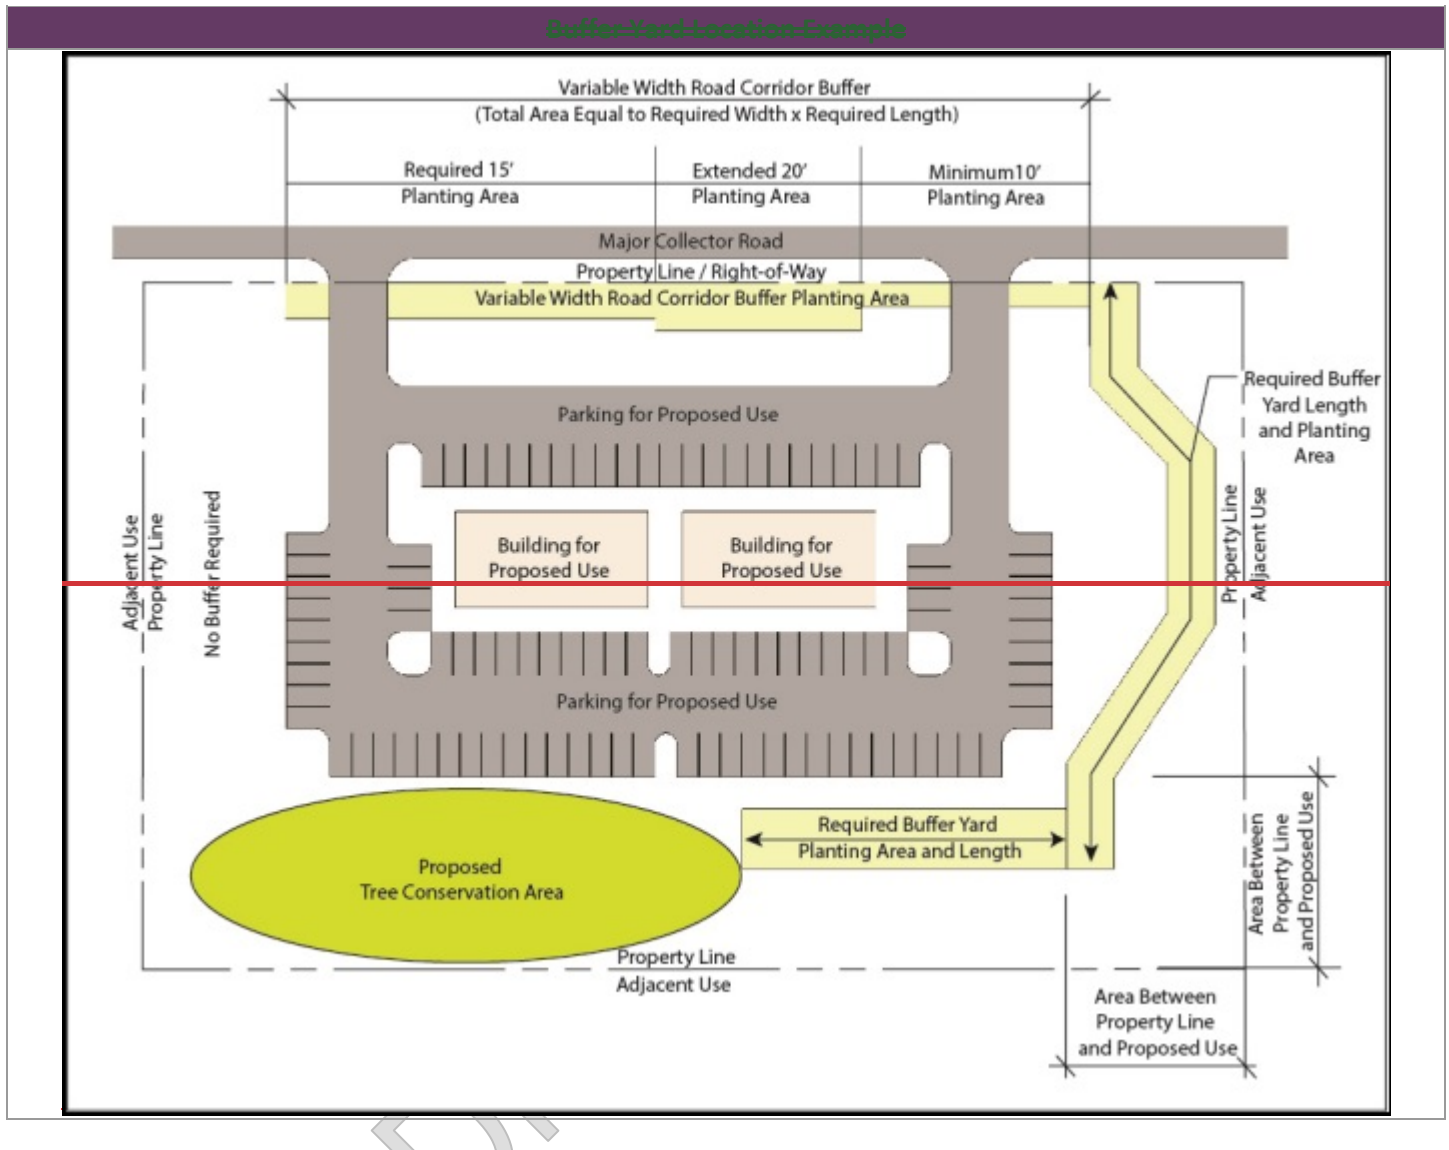 Buffer Yard Location Example
Variable Width Road Corridor Buffer
(Total Area Equal to Required Width x Required Length)
Required 15'
Planting Area
Extended 20'
Planting Area
Minimum10'
Planting Area
Major Collector Road
Property Line / Right-of-Way
Variable Width Road Corridor Buffer Planting Area
Required Buffer
Yard Length
and Planting
Area
Parking for Proposed Use
Adjacent Use
Property Line
No Buffer Required
Building for
Proposed Use
Building for
Proposed Use
Property Line
Adjacent Use
Parking for Proposed Use
Required Buffer Yard
Planting Area and Length
Proposed
Tree Conservation Area
Area Between
Property Line
and Proposed Use
Property Line
Adjacent Use
Area Between
Property Line
and Proposed Use